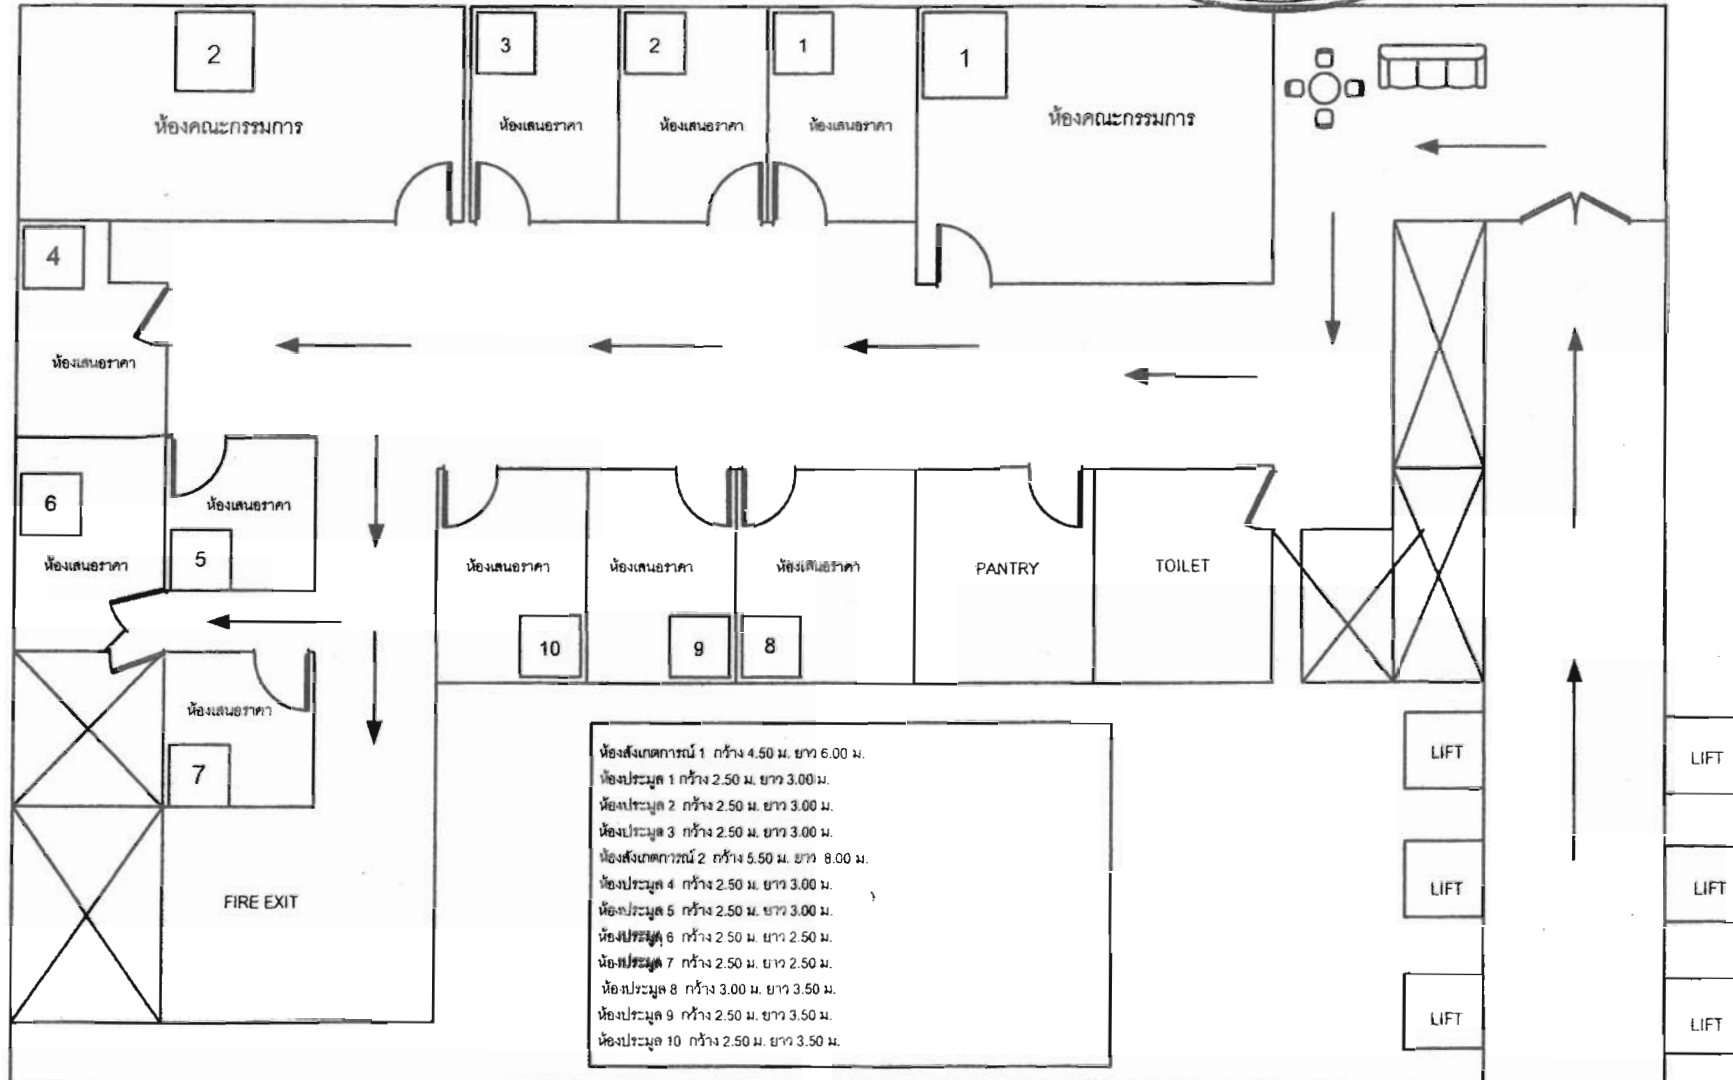 2
3
2
1
1
ห้องคณะกรรมการ
ห้องเสนอราคา
ห้องเสนอราคา
ห้องเสนอราคา
ห้องคณะกรรมการ
4
ห้องเสนอราคา
6
ห้องเสนอราคา
ห้องเสนอราคา
5
ห้องเสนอราคา
10
ห้องเสนอราคา
9
ห้องเสนอราคา
8
PANTRY
TOILET
ห้องเสนอราคา
7
FIRE EXIT
ห้องสังเกตการณ์ 1 กว้าง 4.50 ม. ยาว 6.00 ม.
ห้องประมูล 1 กว้าง 2.50 ม. ยาว 3.00 ม.
ห้องประมูล 2 กว้าง 2.50 ม. ยาว 3.00 ม.
ห้องประมูล 3 กว้าง 2.50 ม. ยาว 3.00 ม.
ห้องสังเกตการณ์ 2 กว้าง 5.50 ม. ยาว 8.00 ม.
ห้องประมูล 4 กว้าง 2.50 ม. ยาว 3.00 ม.
ห้องประมูล 5 กว้าง 2.50 ม. ยาว 3.00 ม.
ห้องประมูล 6 กว้าง 2.50 ม. ยาว 2.50 ม.
ห้องประมูล 7 กว้าง 2.50 ม. ยาว 2.50 ม.
ห้องประมูล 8 กว้าง 3.00 ม. ยาว 3.50 ม.
ห้องประมูล 9 กว้าง 2.50 ม. ยาว 3.50 ม.
ห้องประมูล 10 กว้าง 2.50 ม. ยาว 3.50 ม.
LIFT
LIFT
LIFT
LIFT
LIFT
LIFT